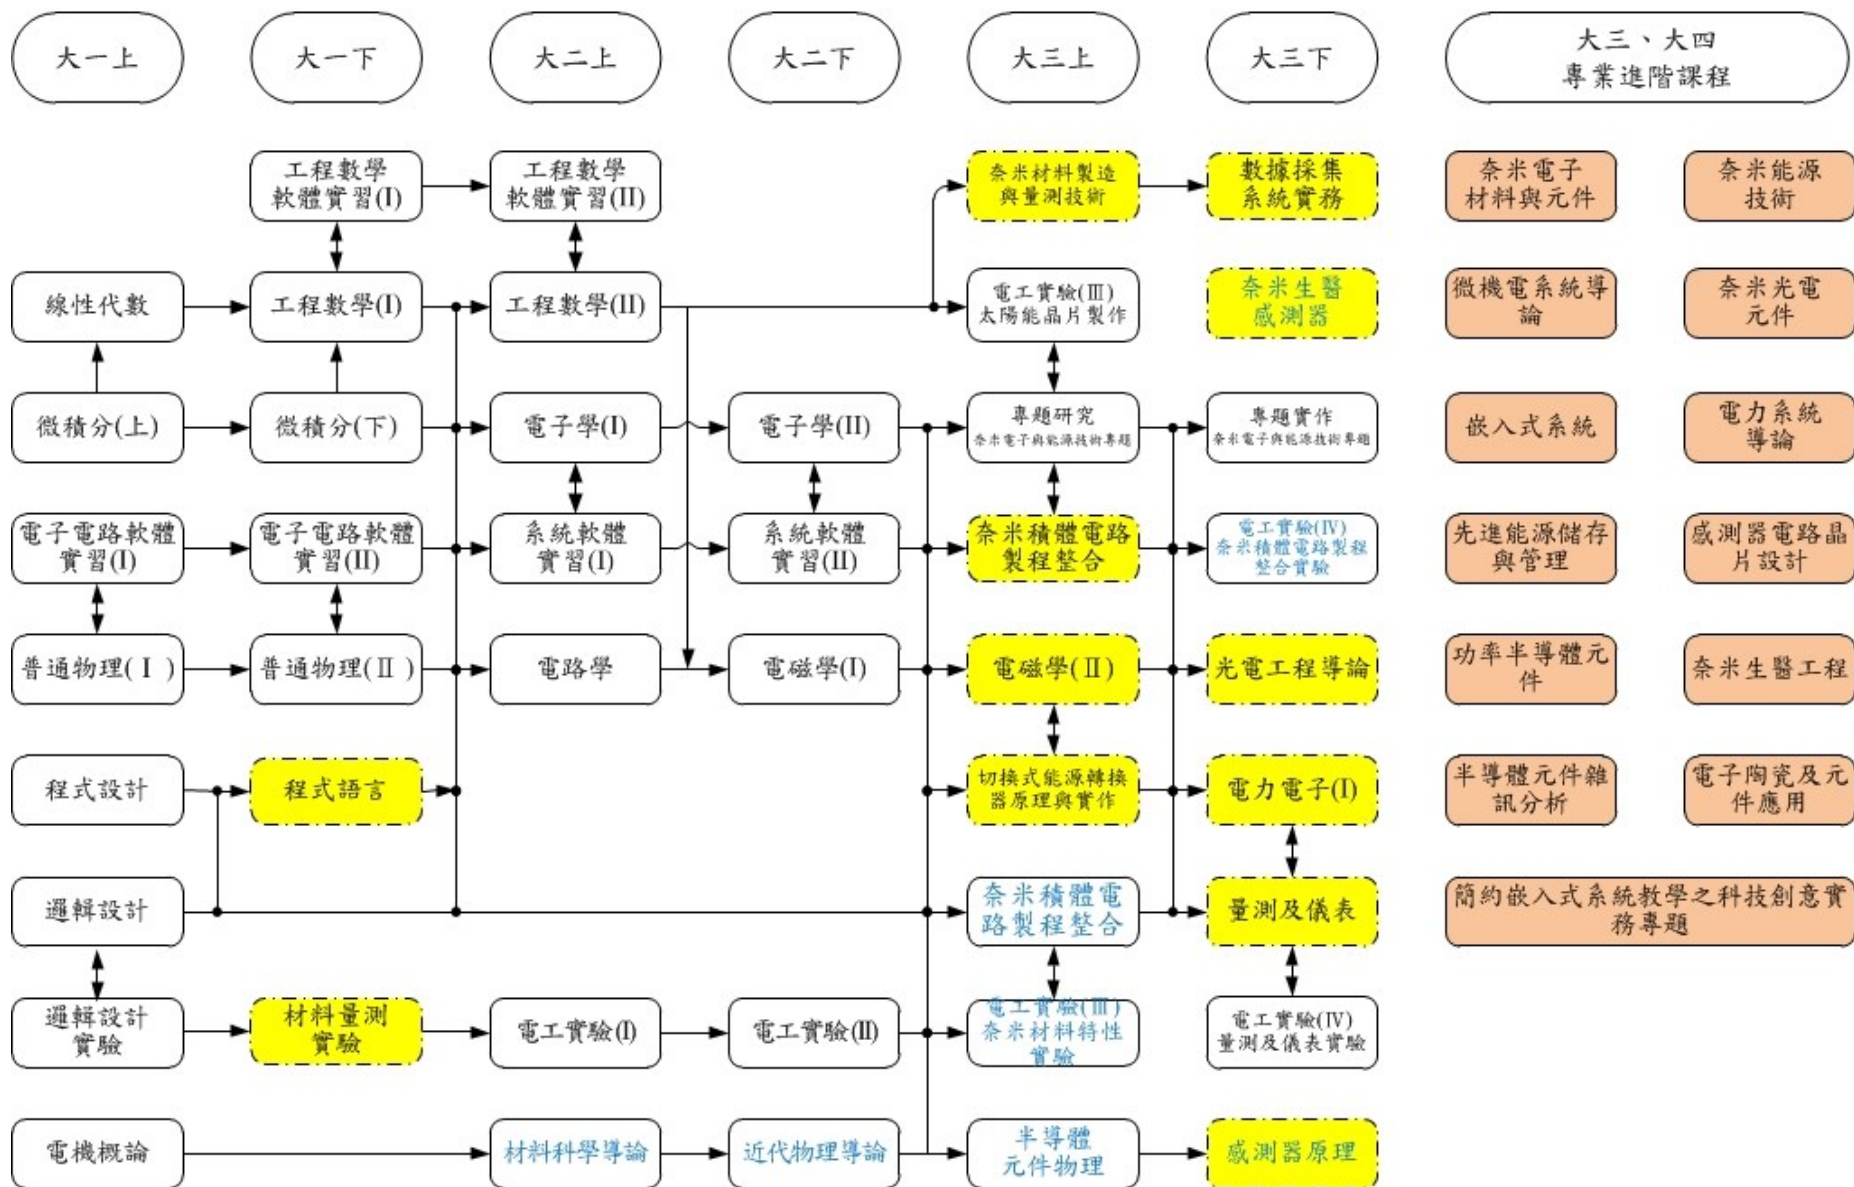 大一上
大一下
大二上
大二下
大三上
大三下
大三、大四
專業進階課程
工程數學
軟體實習(I)
工程數學
軟體實習(II)
奈米材料製造
與量測技術
數據採集
系統實務
奈米電子
材料與元件
奈米能源
技術
線性代數
工程數學(I)
工程數學(II)
電工實驗(III)
太陽能晶片製作
奈米生醫
感測器
微機電系統導
論
奈米光電
元件
微積分(上)
微積分(下)
電子學(I)
電子學(II)
專題研究
奈米電子與能源技術專題
專題實作
奈米電子與能源技術專題
嵌入式系統
電力系統
導論
電子電路軟體
實習(I)
電子電路軟體
實習(II)
系統軟體
實習(I)
系統軟體
實習(II)
奈米積體電路
製程整合
電工實驗(IV)
奈米積體電路製程
整合實驗
先進能源儲存
與管理
感測器電路晶
片設計
普通物理(Ⅰ)
普通物理(Ⅱ)
電路學
電磁學(I)
電磁學(Ⅱ)
光電工程導論
功率半導體元
件
奈米生醫工程
程式設計
程式語言
切換式能源轉換
器原理與實作
電力電子(I)
半導體元件雜
訊分析
電子陶瓷及元
件應用
邏輯設計
奈米積體電
路製程整合
量測及儀表
簡約嵌入式系統教學之科技創意實
務專題
邏輯設計
實驗
材料量測
實驗
電工實驗(I)
電工實驗(II)
電工實驗(III)
奈米材料特性
實驗
電工實驗(IV)
量測及儀表實驗
電機概論
材料科學導論
近代物理導論
半導體
元件物理
感測器原理